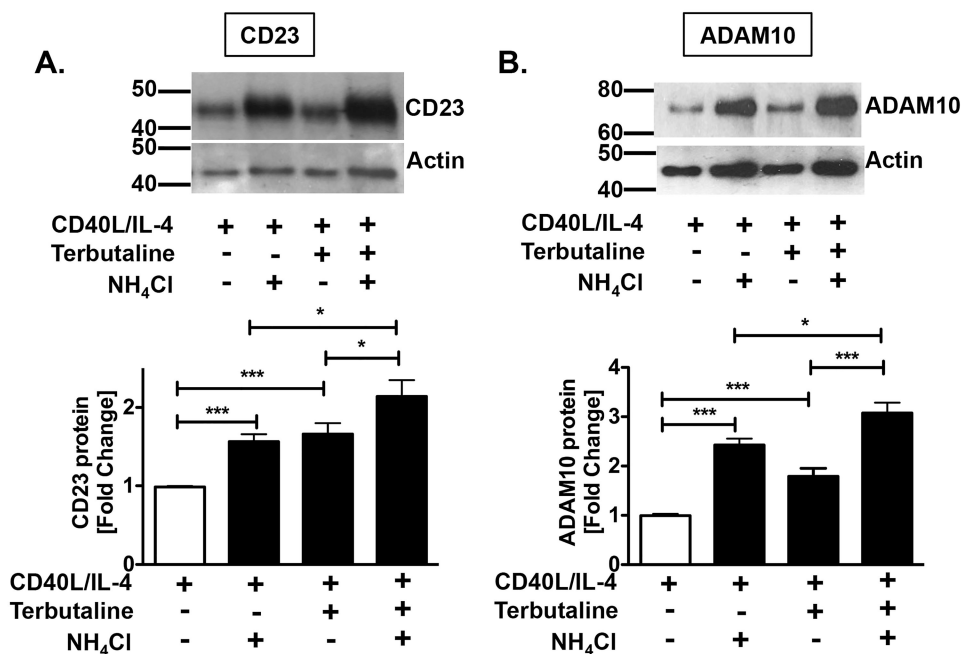 CD23
A.
50
40
CD23
50
40
Actin
CD40L/IL-4 + + + +
Terbutaline - - + +
NH₄Cl - + - +
*
*
***
***
CD23 protein
[Fold Change]
2
1
0
CD40L/IL-4 + + + +
Terbutaline - - + +
NH₄Cl - + - +
ADAM10
B.
80
60
ADAM10
50
40
Actin
CD40L/IL-4 + + + +
Terbutaline - - + +
NH₄Cl - + - +
*
***
***
***
ADAM10 protein
[Fold Change]
4
3
2
1
0
CD40L/IL-4 + + + +
Terbutaline - - + +
NH₄Cl - + - +